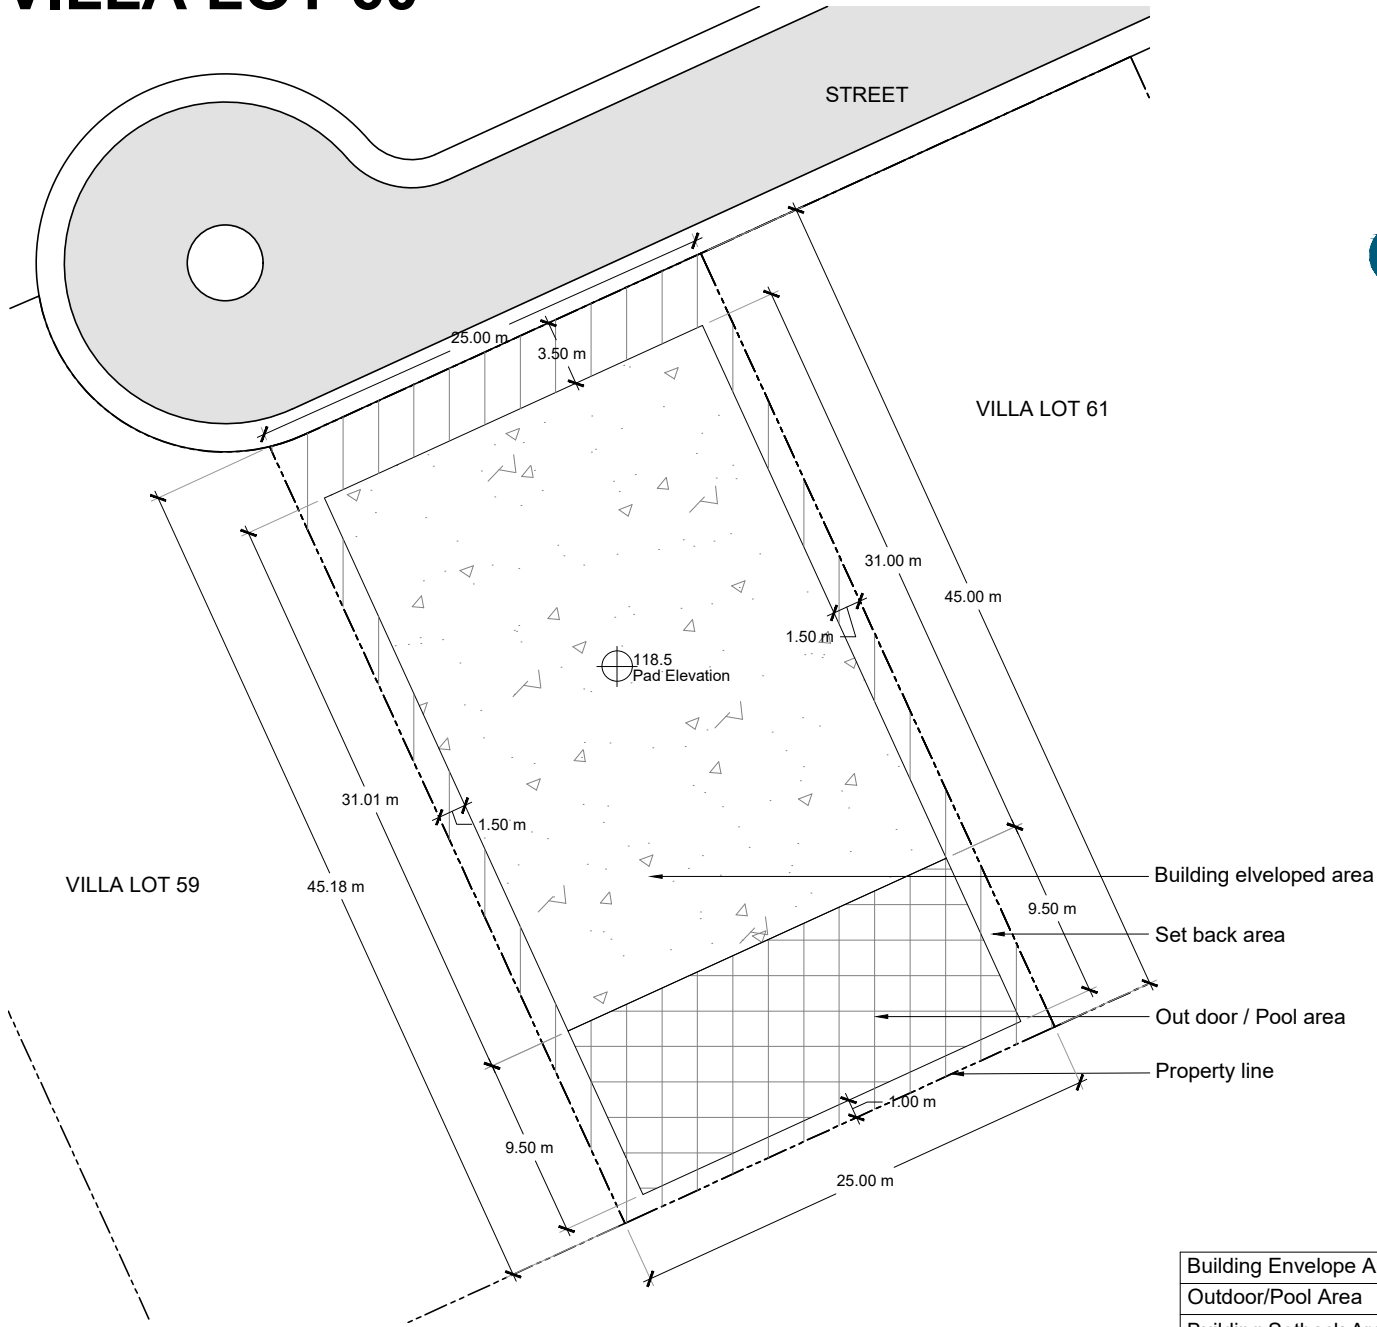 STREET
25.00 m
3.50 m
VILLA LOT 61
31.00 m
45.00 m
1.50 m
118.5
Pad Elevation
31.01 m
1.50 m
VILLA LOT 59
45.18 m
Building elveloped area
9.50 m
Set back area
Out door / Pool area
Property line
1.00 m
9.50 m
25.00 m
Building Envelope A
Outdoor/Pool Area